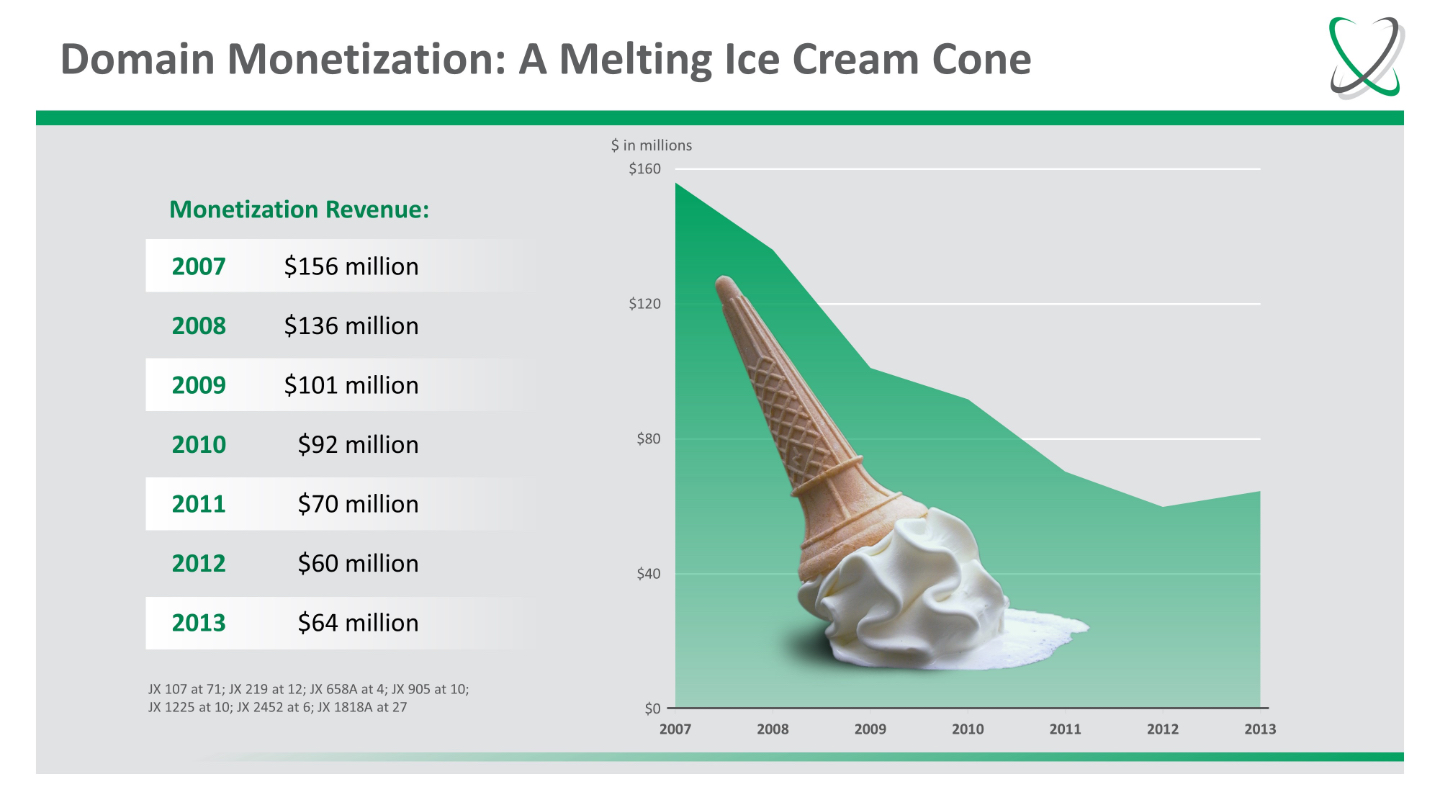 Domain Monetization: A Melting Ice Cream Cone
Monetization Revenue:
2007 $156 million
2008 $136 million
2009 $101 million
2010 $92 million
2011 $70 million
2012 $60 million
2013 $64 million
JX 107 at 71; JX 219 at 12; JX 658A at 4; JX 905 at 10;
JX 1225 at 10; JX 2452 at 6; JX 1818A at 27
$ in millions
$160
$120
$80
$40
$0
2007 2008 2009 2010 2011 2012 2013